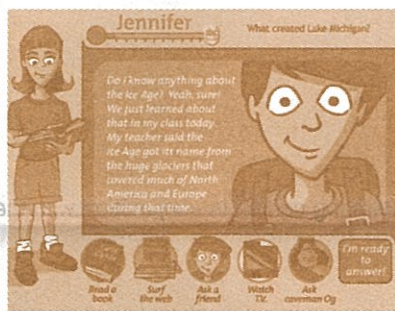 Jennifer
What created Lake Michigan?
Do I know anything about
the Ice Age? Yeah, sure!
We just learned about
that in my class today.
My teacher said the
Ice Age got its name from
the huge glaciers that
covered much of North
America and Europe
during that time.
Read a
book
Surf
the web
Ask a
friend
Watch
T.V.
Ask
caveman Og
I'm ready
to
answer!